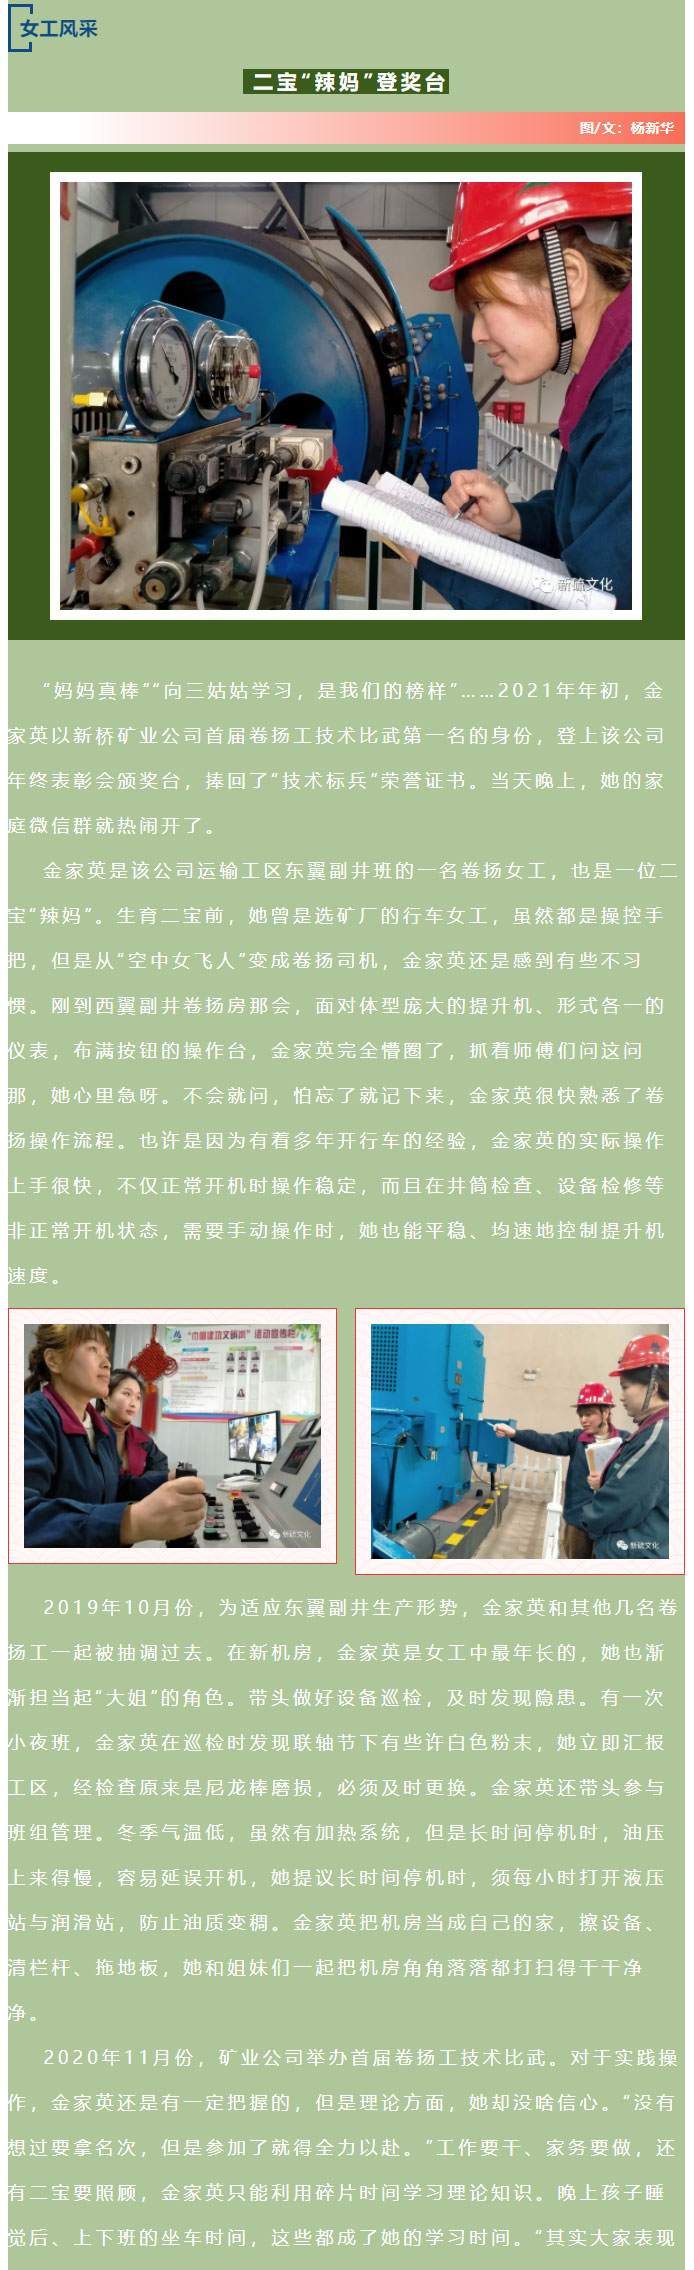 女工风采
二宝“辣妈”登奖台
图/文：杨新华
新硫文化
“妈妈真棒”“向三姑姑学习，是我们的榜样”……2021年年初，金
家英以新桥矿业公司首届卷扬工技术比武第一名的身份，登上该公司
年终表彰会颁奖台，捧回了“技术标兵”荣誉证书。当天晚上，她的家
庭微信群就热闹开了。
金家英是该公司运输工区东翼副井班的一名卷扬女工，也是一位二
宝“辣妈”。生育二宝前，她曾是选矿厂的行车女工，虽然都是操控手
把，但是从“空中女飞人”变成卷扬司机，金家英还是感到有些不习
惯。刚到西翼副井卷扬房那会，面对体型庞大的提升机、形式各一的
仪表，布满按钮的操作台，金家英完全懵圈了，抓着师傅们问这问
那，她心里急呀。不会就问，怕忘了就记下来，金家英很快熟悉了卷
扬操作流程。也许是因为有着多年开行车的经验，金家英的实际操作
上手很快，不仅正常开机时操作稳定，而且在井筒检查、设备检修等
非正常开机状态，需要手动操作时，她也能平稳、均速地控制提升机
速度。
“巾帼建功文明岗”活动宣传栏
新硫文化
新硫文化
2019年10月份，为适应东翼副井生产形势，金家英和其他几名卷
扬工一起被抽调过去。在新机房，金家英是女工中最年长的，她也渐
渐担当起“大姐”的角色。带头做好设备巡检，及时发现隐患。有一次
小夜班，金家英在巡检时发现联轴节下有些许白色粉末，她立即汇报
工区，经检查原来是尼龙棒磨损，必须及时更换。金家英还带头参与
班组管理。冬季气温低，虽然有加热系统，但是长时间停机时，油压
上来得慢，容易延误开机，她提议长时间停机时，须每小时打开液压
站与润滑站，防止油质变稠。金家英把机房当成自己的家，擦设备、
清栏杆、拖地板，她和姐妹们一起把机房角角落落都打扫得干干净
净。
2020年11月份，矿业公司举办首届卷扬工技术比武。对于实践操
作，金家英还是有一定把握的，但是理论方面，她却没啥信心。“没有
想过要拿名次，但是参加了就得全力以赴。”工作要干、家务要做，还
有二宝要照顾，金家英只能利用碎片时间学习理论知识。晚上孩子睡
觉后、上下班的坐车时间，这些都成了她的学习时间。“其实大家表现